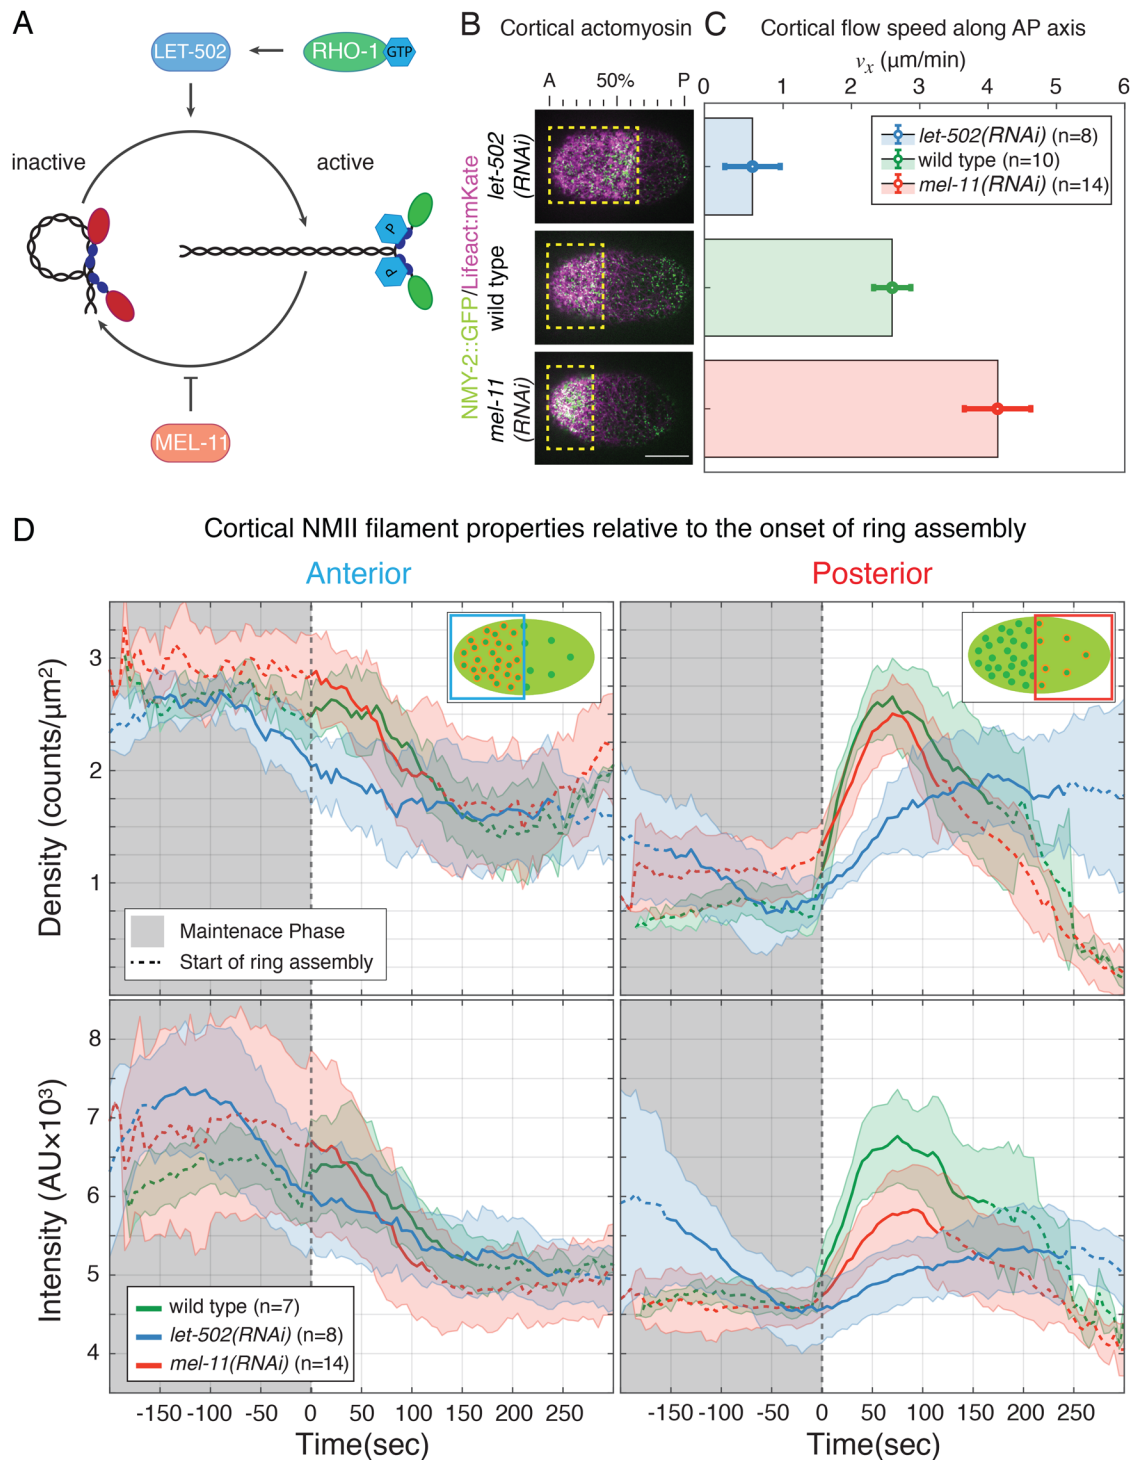 A
LET-502
RHO-1
GTP
inactive
active
P
P
MEL-11
B
Cortical actomyosin
A
50%
P
NMY-2::GFP/Lifeact:mKate
let-502
(RNAi)
wild type
mel-11
(RNAi)
C
Cortical flow speed along AP axis
vx (μm/min)
0
1
2
3
4
5
6
let-502(RNAi) (n=8)
wild type (n=10)
mel-11(RNAi) (n=14)
D
Cortical NMII filament properties relative to the onset of ring assembly
Anterior
Posterior
Density (counts/μm²)
3
2
1
Maintenace Phase
Start of ring assembly
Intensity (AU×10³)
8
7
6
5
4
wild type (n=7)
let-502(RNAi) (n=8)
mel-11(RNAi) (n=14)
-150 -100 -50 0 50 100 150 200 250
Time(sec)
-150 -100 -50 0 50 100 150 200 250
Time(sec)